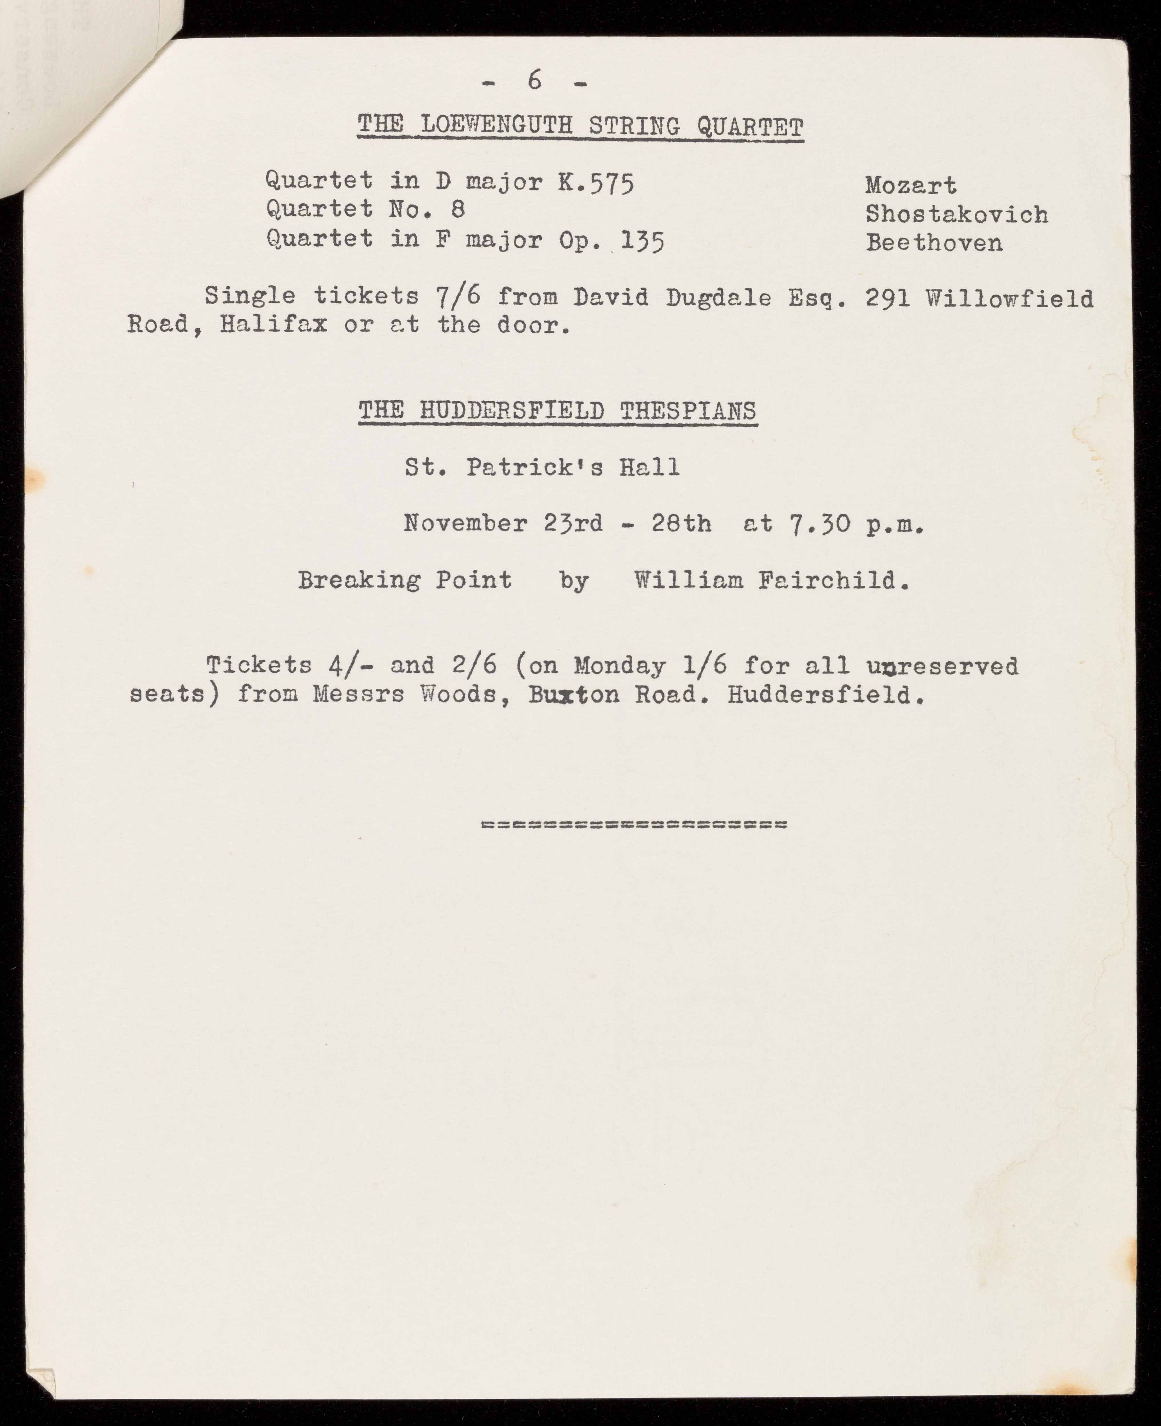 - 6 -
THE LOEWENGUTH STRING QUARTET
Quartet in D major K.575 Mozart
Quartet No. 8 Shostakovich
Quartet in F major Op. 135 Beethoven
Single tickets 7/6 from David Dugdale Esq. 291 Willowfield
Road, Halifax or at the door.
THE HUDDERSFIELD THESPIANS
St. Patrick's Hall
November 23rd - 28th at 7.30 p.m.
Breaking Point by William Fairchild.
Tickets 4/- and 2/6 (on Monday 1/6 for all unreserved
seats) from Messrs Woods, Buxton Road. Huddersfield.
====================